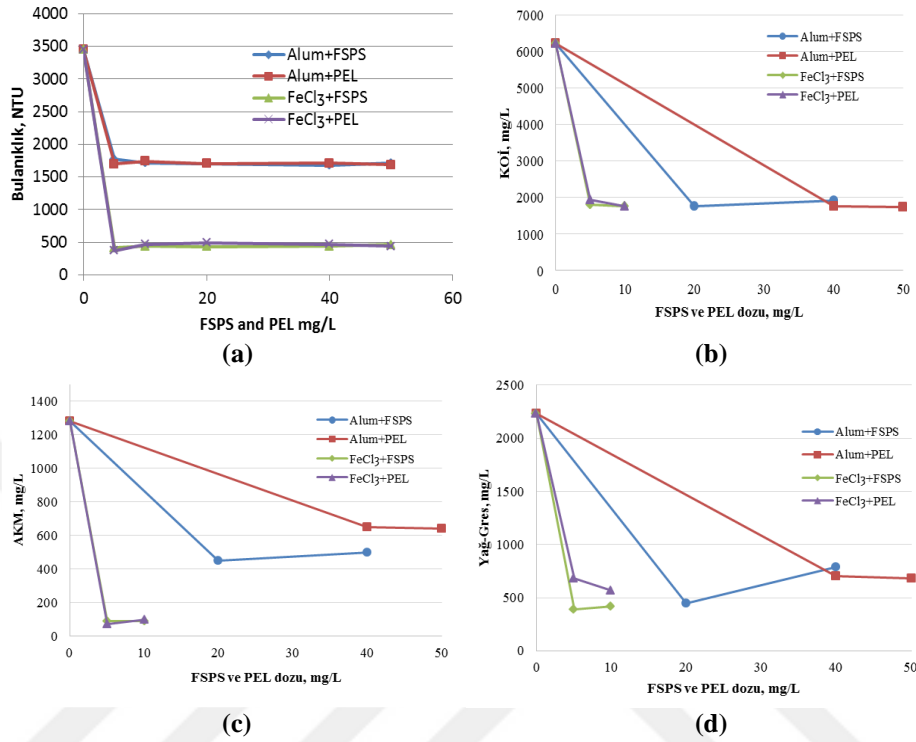 4000
3500
3000
2500
2000
1500
1000
500
0
Bulanıklık, NTU
Alum+FSPS
Alum+PEL
FeCl3+FSPS
FeCl3+PEL
0 20 40 60
FSPS and PEL mg/L
(a)
7000
6000
5000
4000
3000
2000
1000
0
KOİ, mg/L
Alum+FSPS
Alum+PEL
FeCl3+FSPS
FeCl3+PEL
0 10 20 30 40 50
FSPS ve PEL dozu, mg/L
(b)
1400
1200
1000
800
600
400
200
0
AKM, mg/L
Alum+FSPS
Alum+PEL
FeCl3+FSPS
FeCl3+PEL
0 10 20 30 40 50
FSPS ve PEL dozu, mg/L
(c)
2500
2000
1500
1000
500
0
Yağ-Gres, mg/L
Alum+FSPS
Alum+PEL
FeCl3+FSPS
FeCl3+PEL
0 10 20 30 40 50
FSPS ve PEL dozu, mg/L
(d)